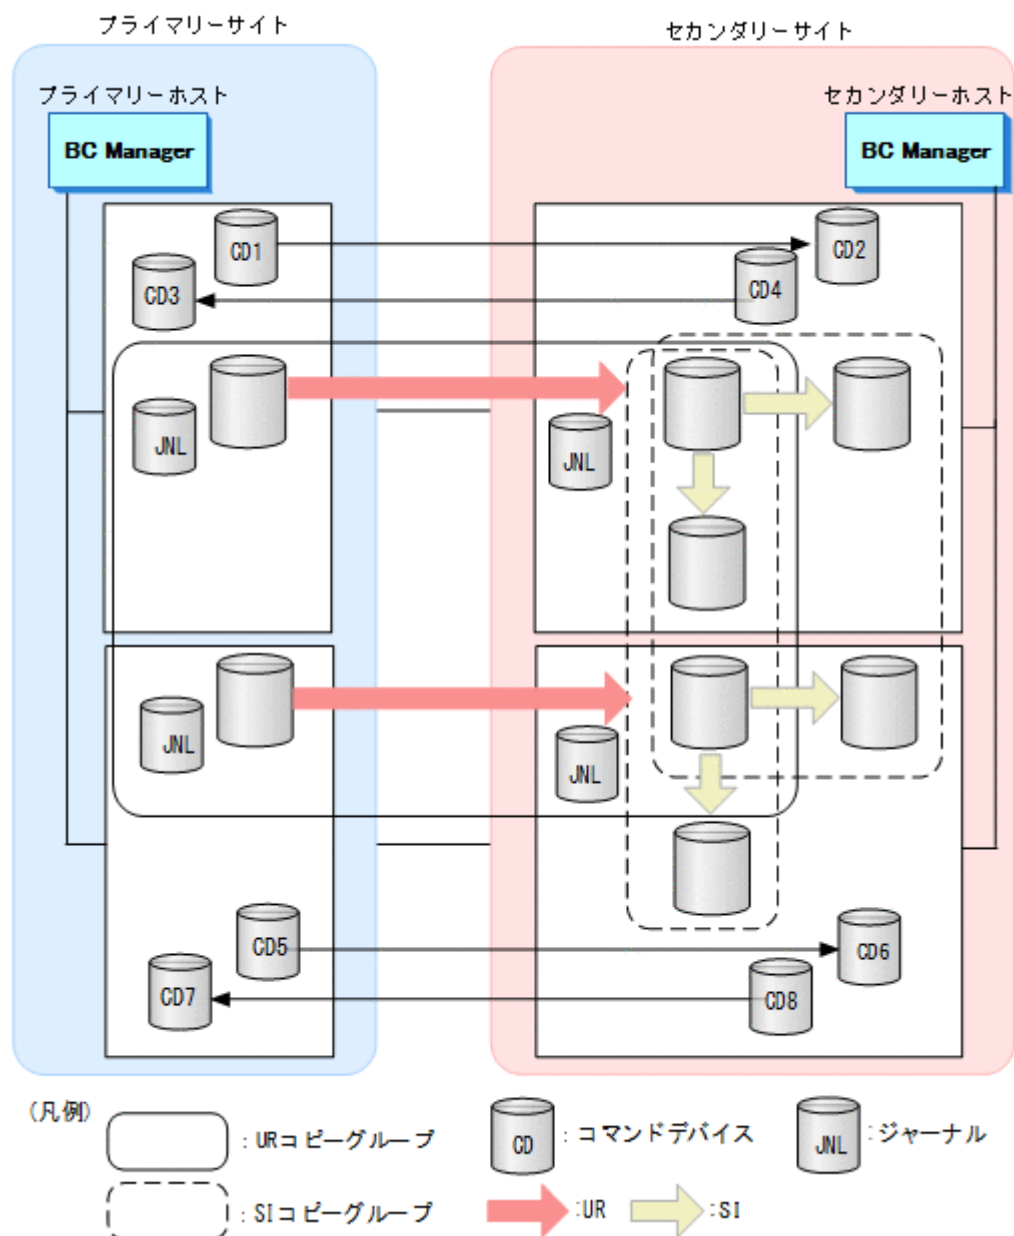 プライマリーサイト
セカンダリーサイト
プライマリーホスト
セカンダリーホスト
BC Manager
BC Manager
CD1
CD2
CD3
CD4
JNL
JNL
JNL
JNL
CD5
CD6
CD7
CD8
(凡例)
:URコピーグループ
CD
:コマンドデバイス
JNL
:ジャーナル
:SIコピーグループ
:UR
:SI